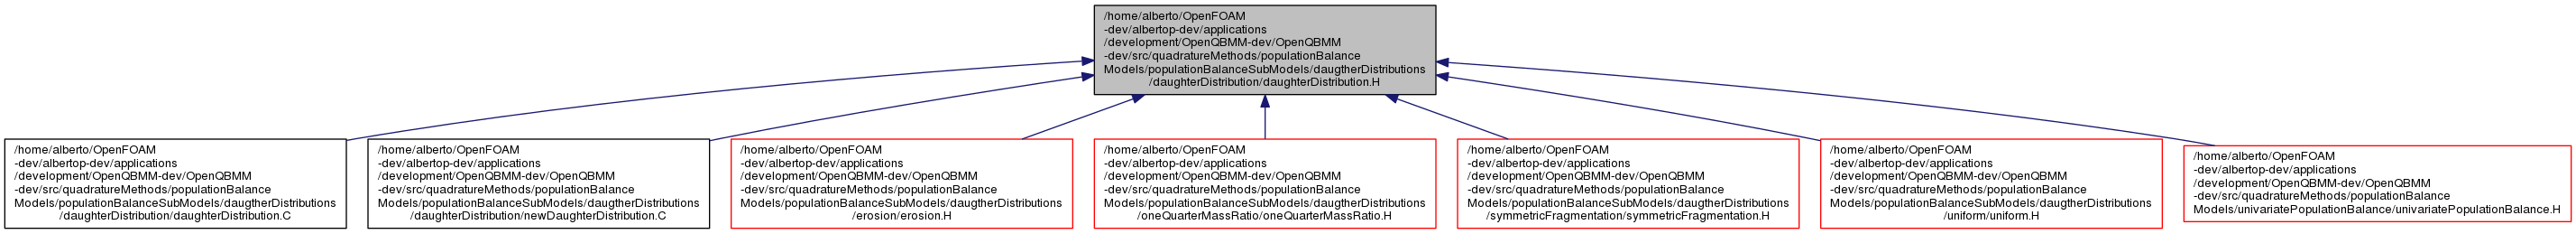 /home/alberto/OpenFOAM
-dev/albertop-dev/applications
/development/OpenQBMM-dev/OpenQBMM
-dev/src/quadratureMethods/populationBalance
Models/populationBalanceSubModels/daugtherDistributions
/daughterDistribution/daughterDistribution.H
/home/alberto/OpenFOAM
-dev/albertop-dev/applications
/development/OpenQBMM-dev/OpenQBMM
-dev/src/quadratureMethods/populationBalance
Models/populationBalanceSubModels/daugtherDistributions
/daughterDistribution/daughterDistribution.C
/home/alberto/OpenFOAM
-dev/albertop-dev/applications
/development/OpenQBMM-dev/OpenQBMM
-dev/src/quadratureMethods/populationBalance
Models/populationBalanceSubModels/daugtherDistributions
/daughterDistribution/newDaughterDistribution.C
/home/alberto/OpenFOAM
-dev/albertop-dev/applications
/development/OpenQBMM-dev/OpenQBMM
-dev/src/quadratureMethods/populationBalance
Models/populationBalanceSubModels/daugtherDistributions
/erosion/erosion.H
/home/alberto/OpenFOAM
-dev/albertop-dev/applications
/development/OpenQBMM-dev/OpenQBMM
-dev/src/quadratureMethods/populationBalance
Models/populationBalanceSubModels/daugtherDistributions
/oneQuarterMassRatio/oneQuarterMassRatio.H
/home/alberto/OpenFOAM
-dev/albertop-dev/applications
/development/OpenQBMM-dev/OpenQBMM
-dev/src/quadratureMethods/populationBalance
Models/populationBalanceSubModels/daugtherDistributions
/symmetricFragmentation/symmetricFragmentation.H
/home/alberto/OpenFOAM
-dev/albertop-dev/applications
/development/OpenQBMM-dev/OpenQBMM
-dev/src/quadratureMethods/populationBalance
Models/populationBalanceSubModels/daugtherDistributions
/uniform/uniform.H
/home/alberto/OpenFOAM
-dev/albertop-dev/applications
/development/OpenQBMM-dev/OpenQBMM
-dev/src/quadratureMethods/populationBalance
Models/univariatePopulationBalance/univariatePopulationBalance.H